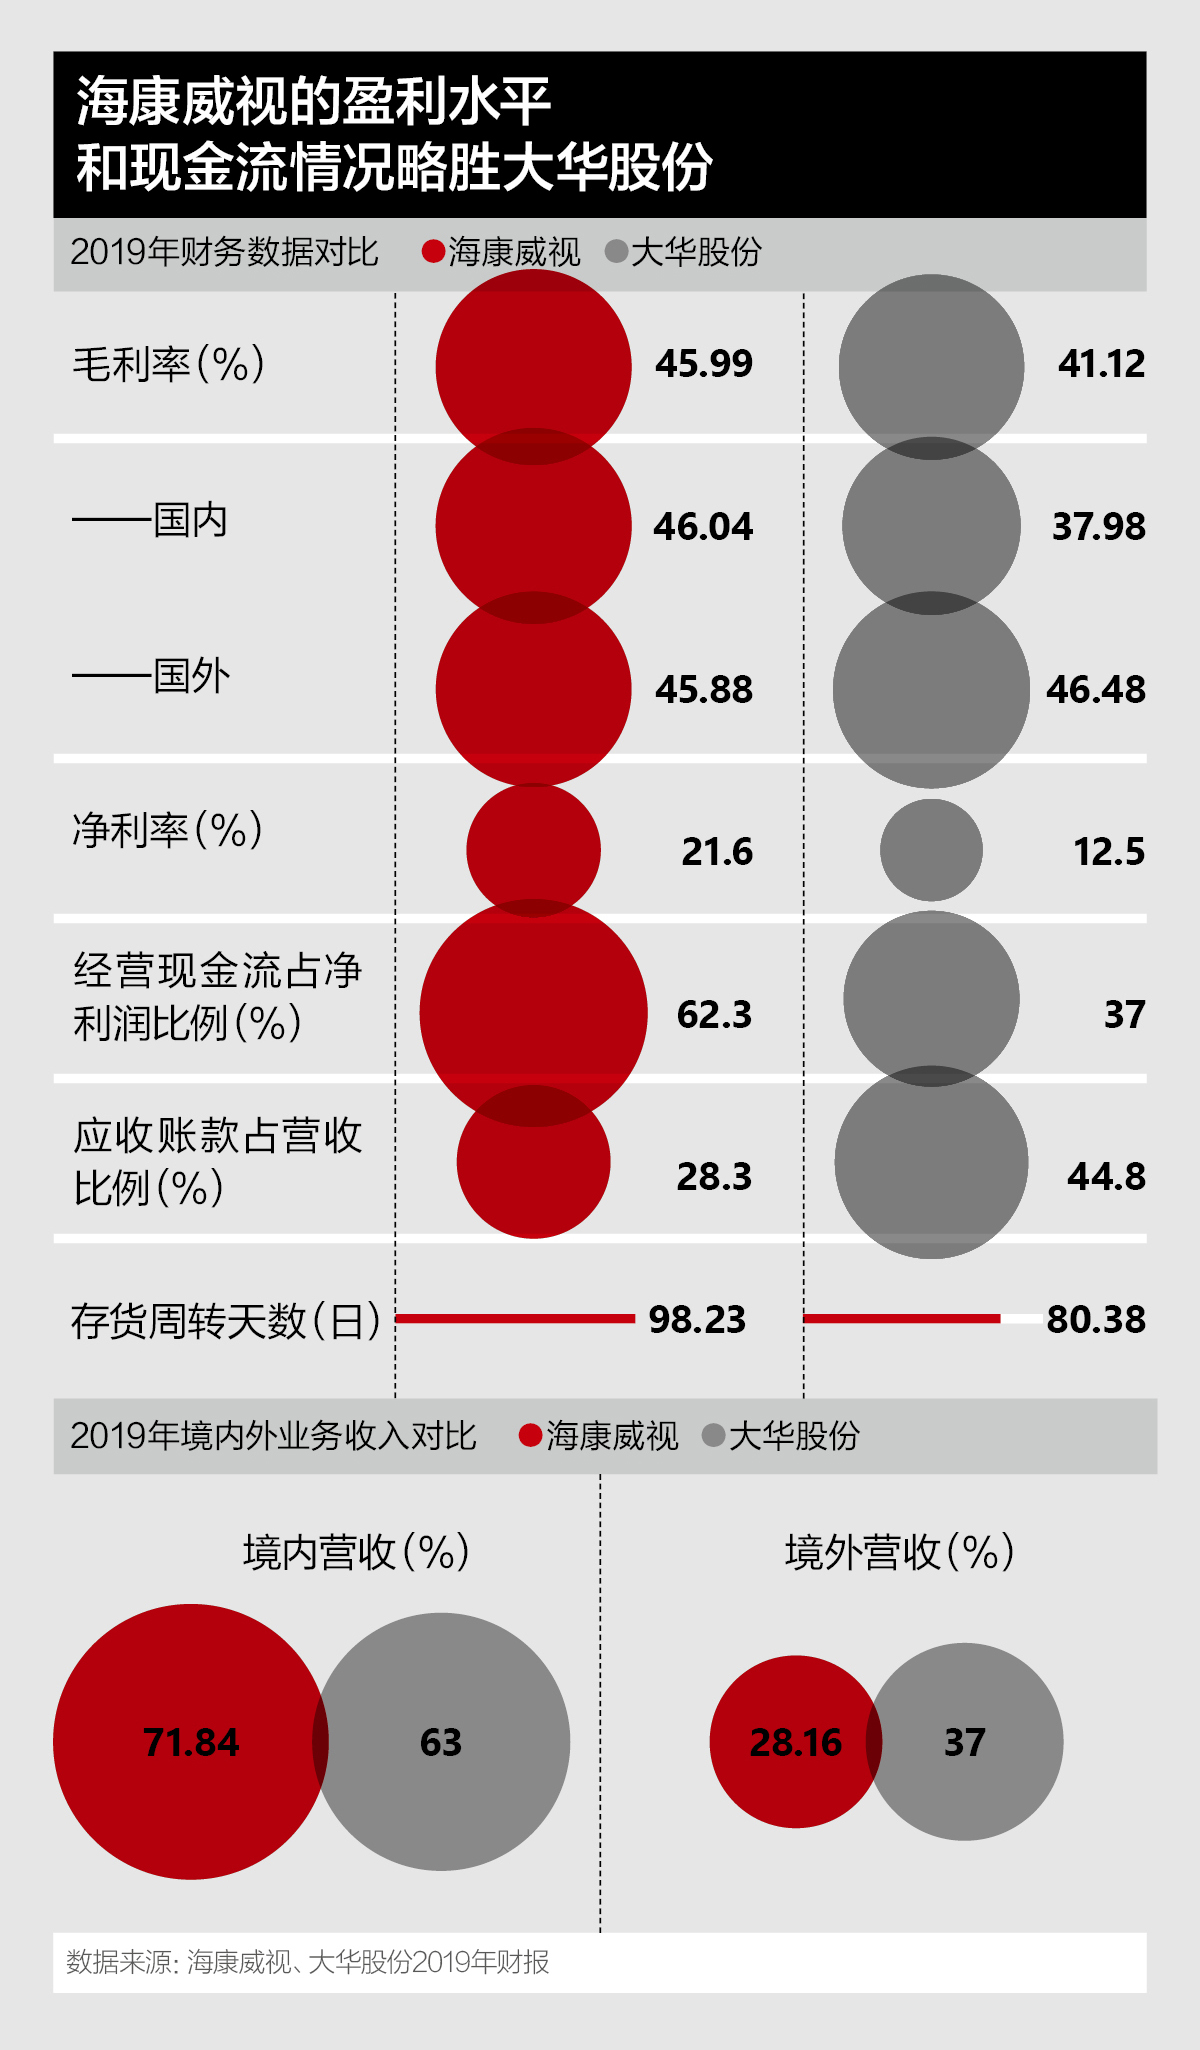 海康威视的盈利水平
和现金流情况略胜大华股份
2019年财务数据对比 海康威视 大华股份
毛利率(%) 45.99 41.12
——国内 46.04 37.98
——国外 45.88 46.48
净利率(%) 21.6 12.5
经营现金流占净
利润比例(%) 62.3 37
应收账款占营收
比例(%) 28.3 44.8
存货周转天数(日) 98.23 80.38
2019年境内外业务收入对比 海康威视 大华股份
境内营收(%) 境外营收(%)
71.84 63 28.16 37
数据来源: 海康威视、大华股份2019年财报